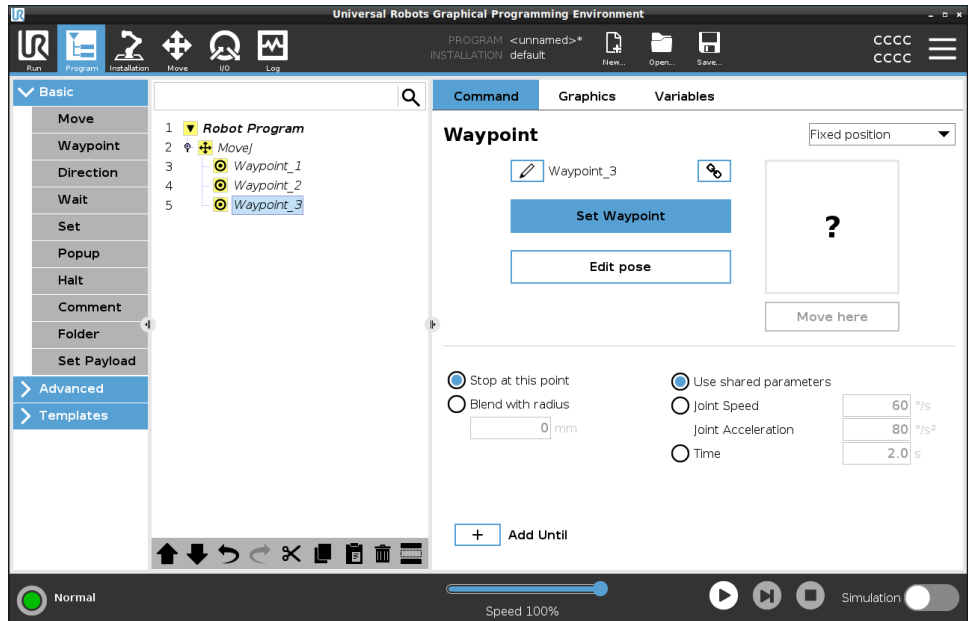 Universal Robots Graphical Programming Environment
UR
Run
Program
Installation
Move
I/O
Log
PROGRAM <unnamed>*
INSTALLATION default
New...
Open...
Save...
CCCC
CCCC
Basic
Move
Waypoint
Direction
Wait
Set
Popup
Halt
Comment
Folder
Set Payload
Advanced
Templates
1 Robot Program
2 MoveJ
3 Waypoint_1
4 Waypoint_2
5 Waypoint_3
Command Graphics Variables
Waypoint
Fixed position
Waypoint_3
Set Waypoint
Edit pose
?
Move here
Stop at this point
Blend with radius
0 mm
Use shared parameters
Joint Speed 60 °/s
Joint Acceleration 80 °/s²
Time 2.0 s
+ Add Until
Normal
Speed 100%
Simulation